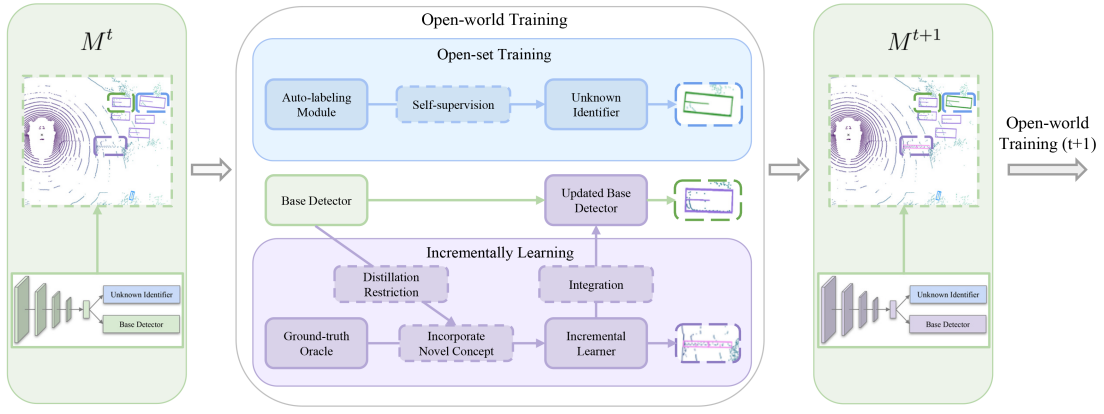 M^t
Unknown Identifier
Base Detector
Open-world Training
Open-set Training
Auto-labeling
Module
Self-supervision
Unknown
Identifier
Base Detector
Updated Base
Detector
Incrementally Learning
Distillation
Restriction
Integration
Ground-truth
Oracle
Incorporate
Novel Concept
Incremental
Learner
M^{t+1}
Unknown Identifier
Base Detector
Open-world
Training (t+1)